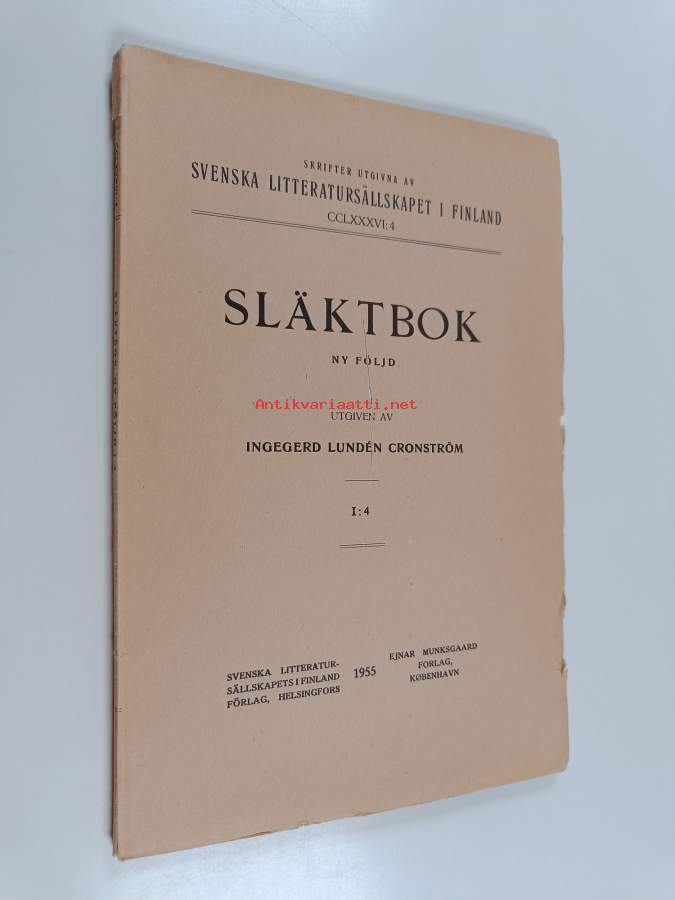 SKRIFTER UTGIVNA AV
SVENSKA LITTERATURSÄLLSKAPET I FINLAND
CCLXXXVI:4
SLÄKTBOK
NY FÖLJD
Antikvariaatti.net
UTGIVEN AV
INGEGERD LUNDÉN CRONSTRÖM
I:4
SVENSKA LITTERATUR-
SÄLLSKAPETS I FINLAND
FÖRLAG, HELSINGFORS
1955
EJNAR MUNKSGAARD
FORLAG,
KØBENHAVN